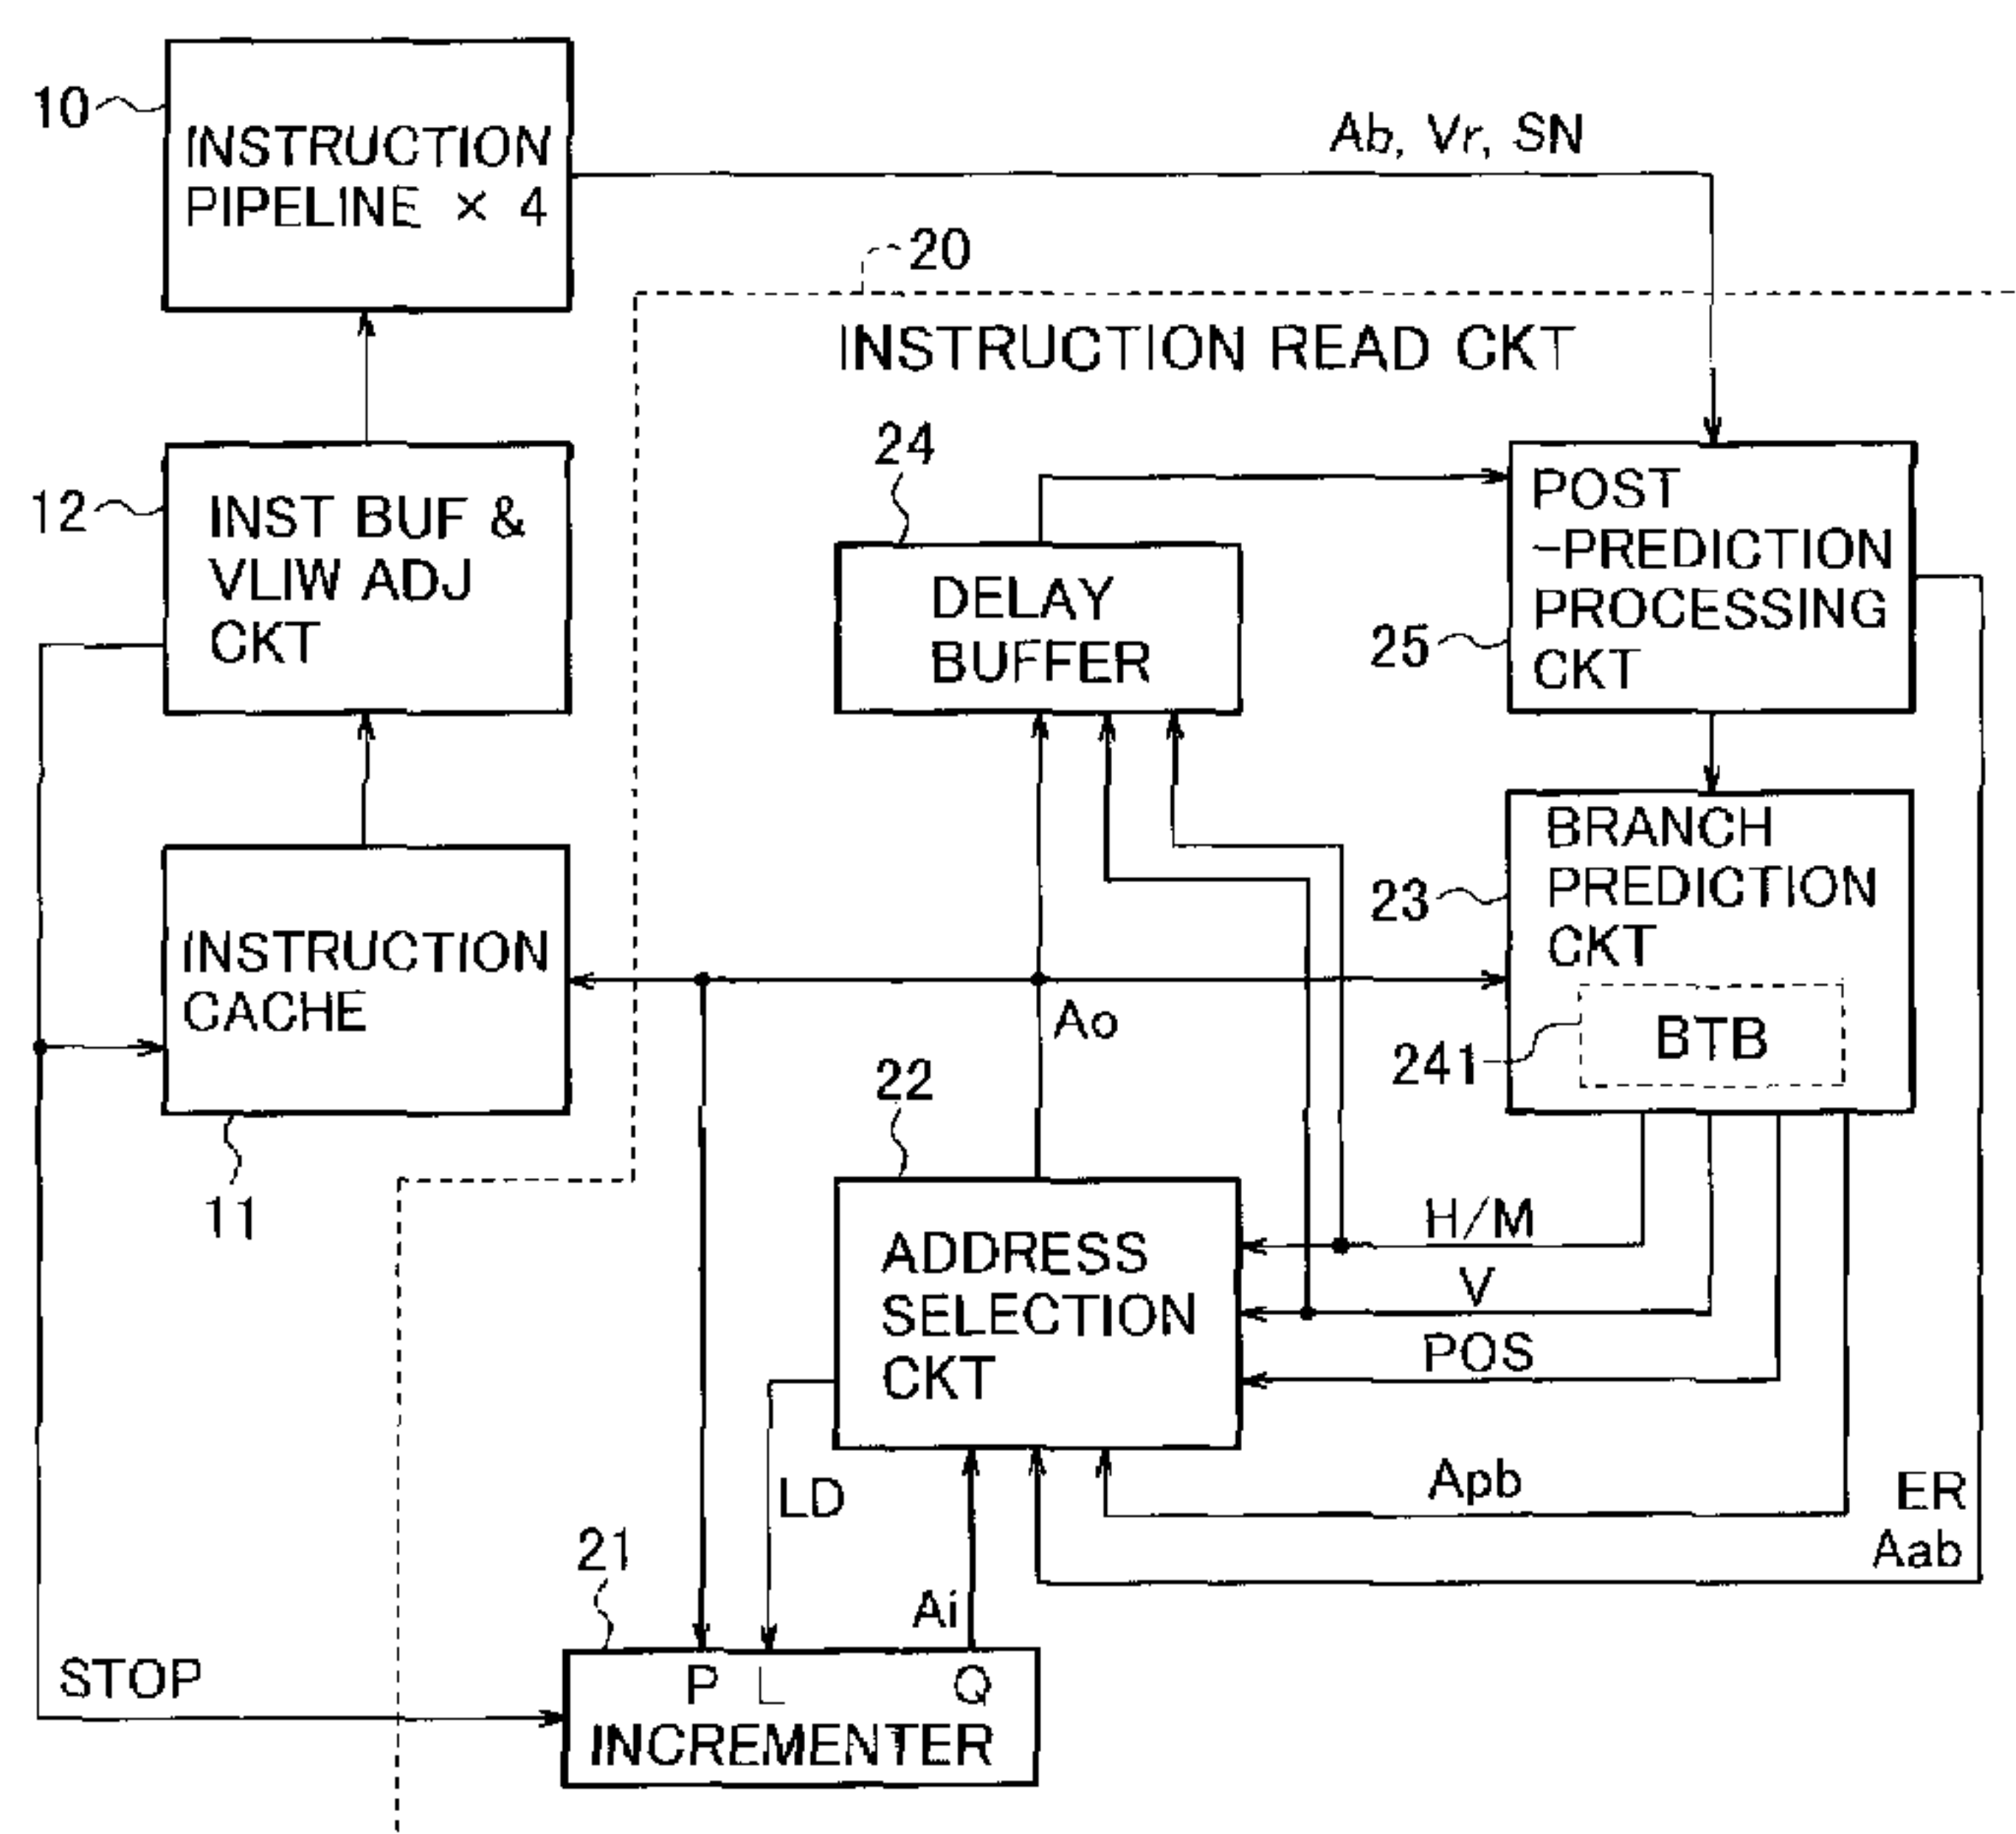 10
INSTRUCTION
PIPELINE × 4
Ab, Vr, SN
20
INSTRUCTION READ CKT
12
INST BUF &
VLIW ADJ
CKT
24
DELAY
BUFFER
25
POST
-PREDICTION
PROCESSING
CKT
INSTRUCTION
CACHE
11
Ao
23
BRANCH
PREDICTION
CKT
241
BTB
22
ADDRESS
SELECTION
CKT
H/M
V
POS
Apb
ER
Aab
LD
Ai
21
STOP
P L Q
INCREMENTER